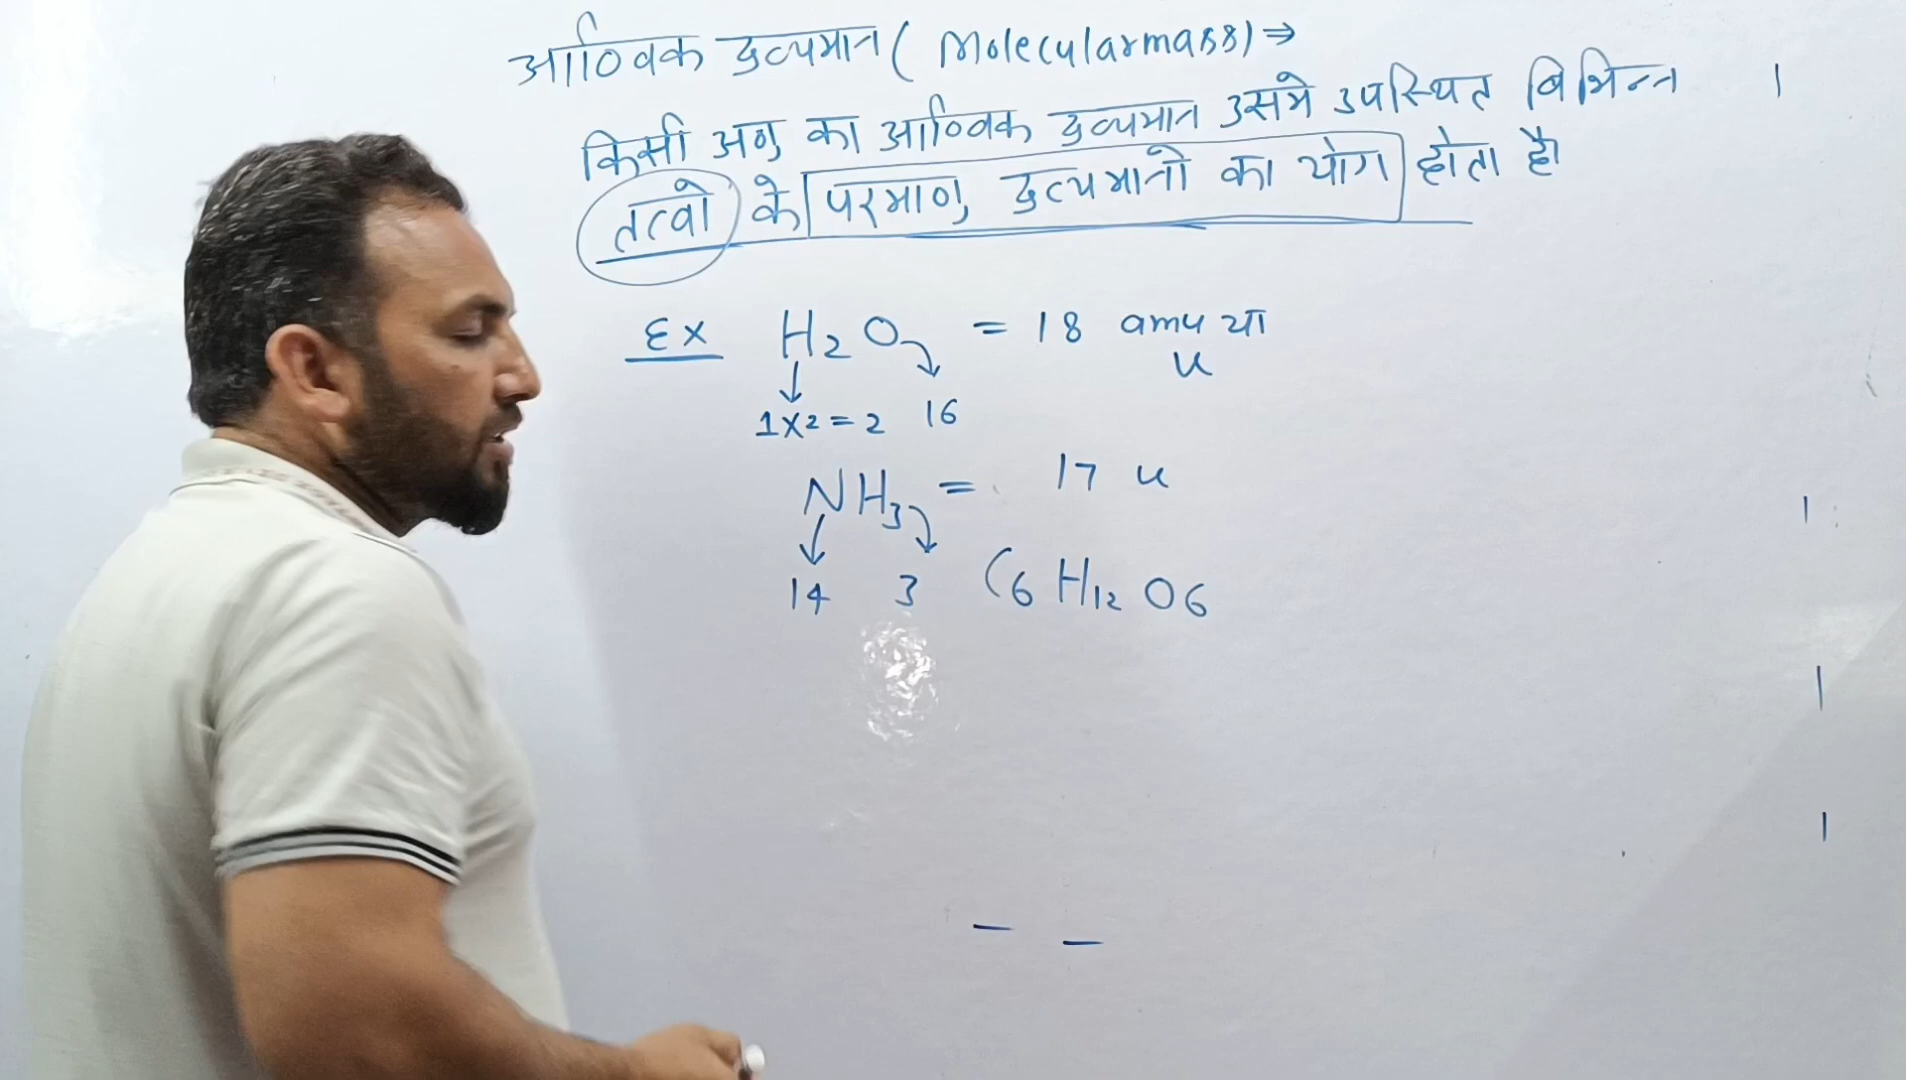 आण्विक द्रव्यमान ( Molecularmass) ⇒
किसी अणु का आण्विक द्रव्यमान उसमे उपस्थित विभिन्न
तत्वो के परमाणु द्रव्यमानो का योग होता है
Ex H₂O = 18 amu या
u
1x2=2 16
NH₃ = 17 u
14 3 C6 H₁₂ O6